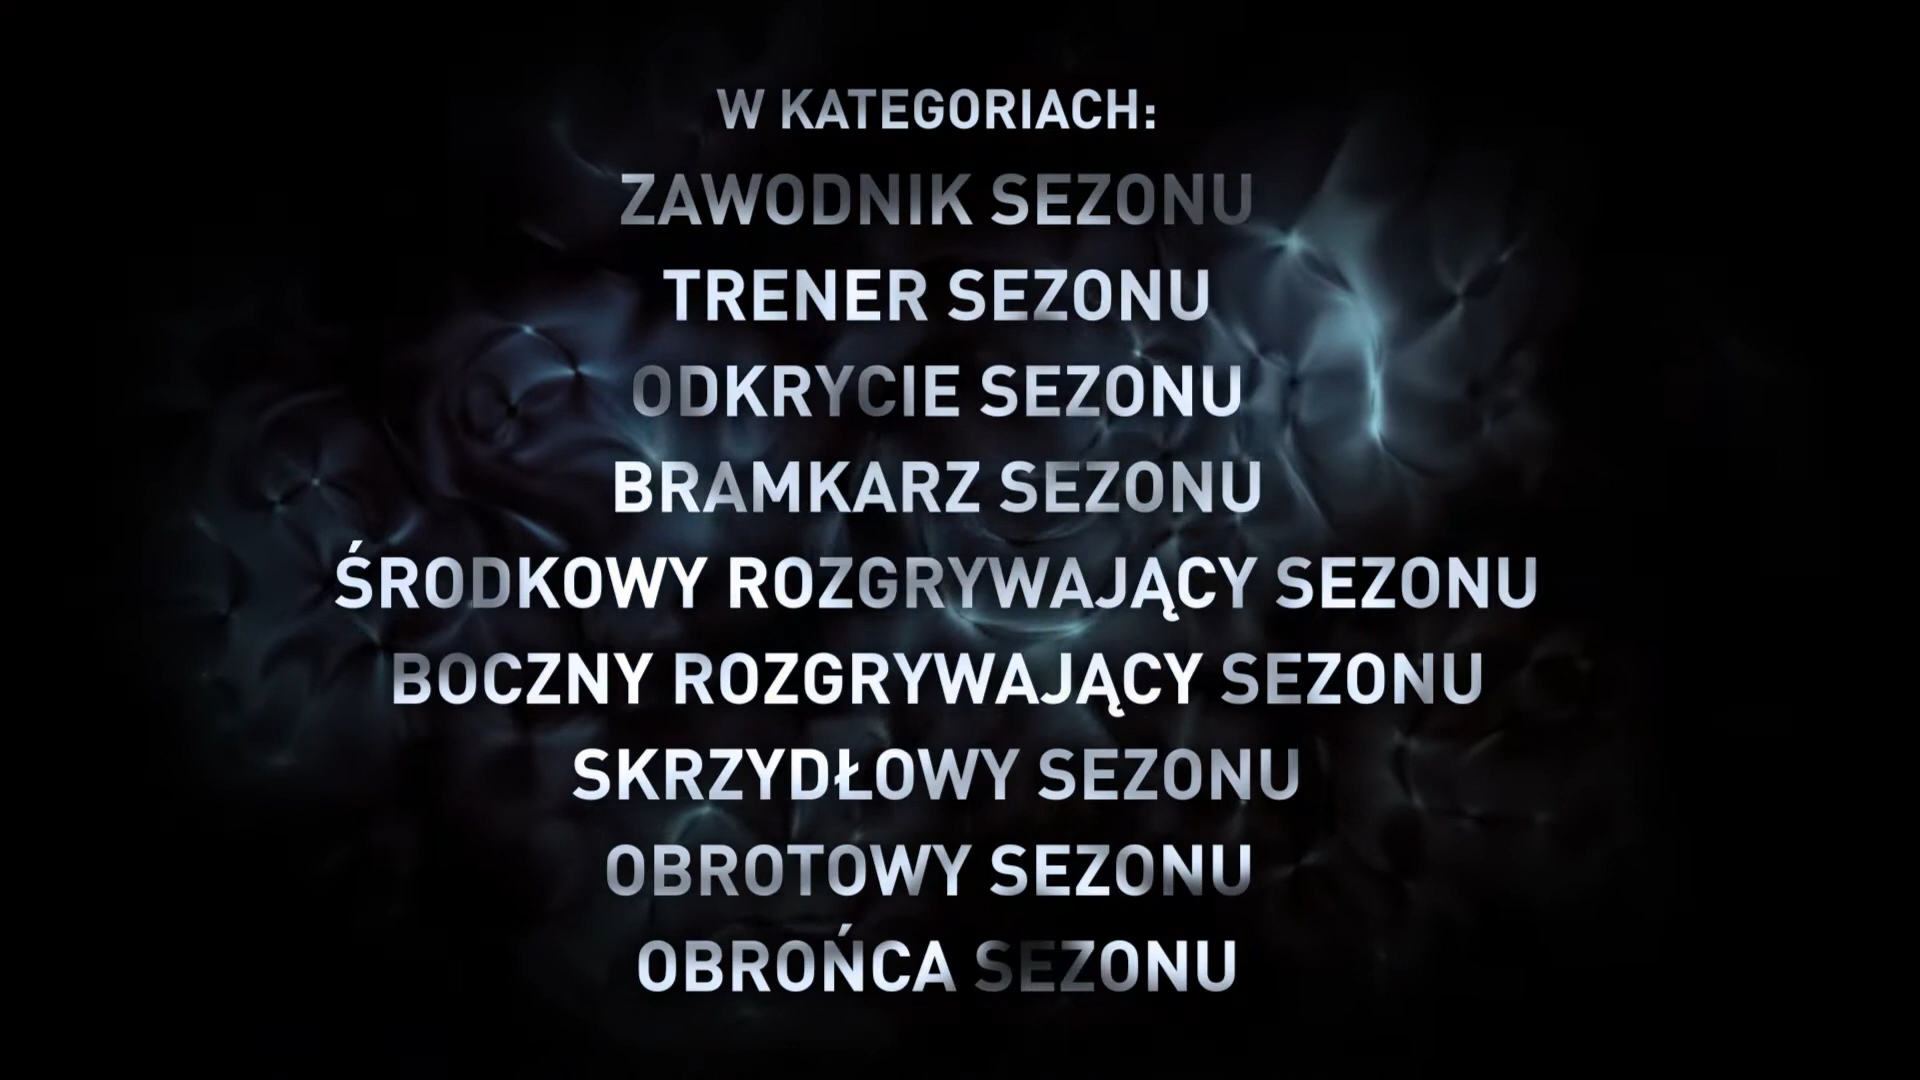 W KATEGORIACH:
ZAWODNIK SEZONU
TRENER SEZONU
ODKRYCIE SEZONU
BRAMKARZ SEZONU
ŚRODKOWY ROZGRYWAJĄCY SEZONU
BOCZNY ROZGRYWAJĄCY SEZONU
SKRZYDŁOWY SEZONU
OBROTOWY SEZONU
OBROŃCA SEZONU